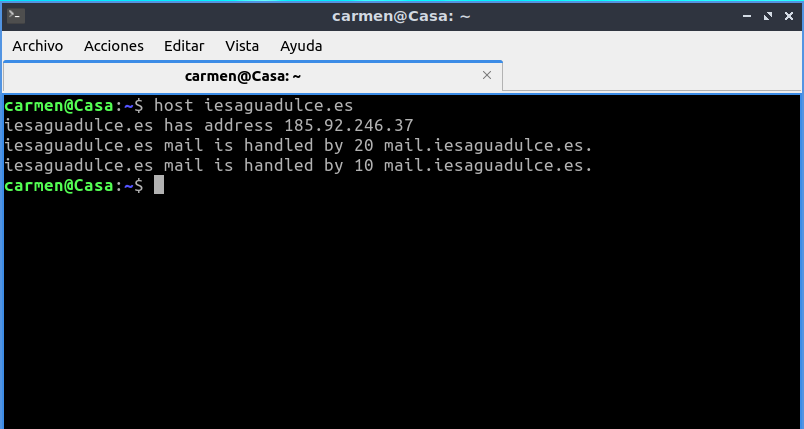 carmen@Casa: ~
Archivo Acciones Editar Vista Ayuda
carmen@Casa: ~
carmen@Casa:~$ host iesaguadulce.es
iesaguadulce.es has address 185.92.246.37
iesaguadulce.es mail is handled by 20 mail.iesaguadulce.es.
iesaguadulce.es mail is handled by 10 mail.iesaguadulce.es.
carmen@Casa:~$